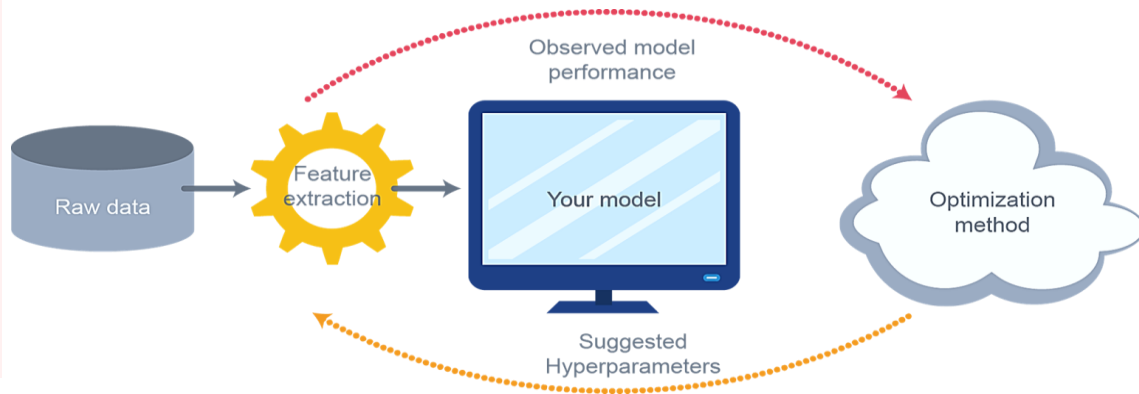 Observed model
performance
Raw data
Feature
extraction
Your model
Optimization
method
Suggested
Hyperparameters